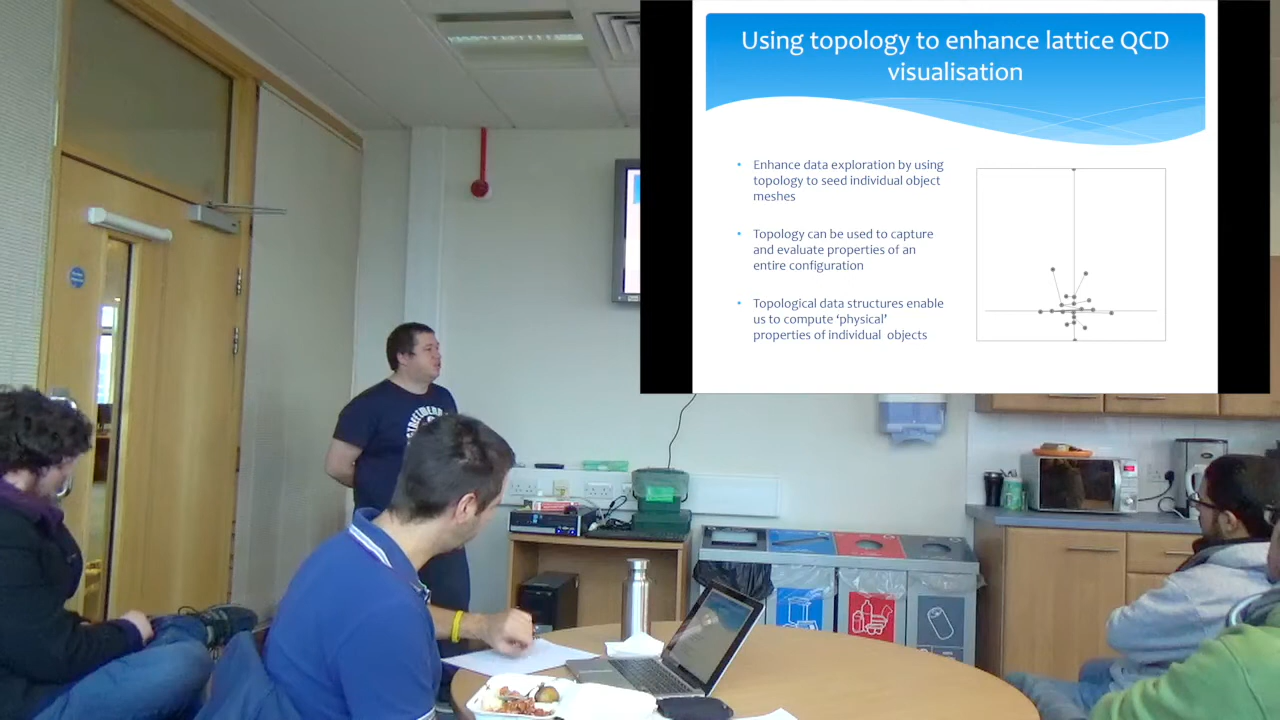 Using topology to enhance lattice QCD
visualisation
• Enhance data exploration by using
topology to seed individual object
meshes
• Topology can be used to capture
and evaluate properties of an
entire configuration
• Topological data structures enable
us to compute ‘physical’
properties of individual objects